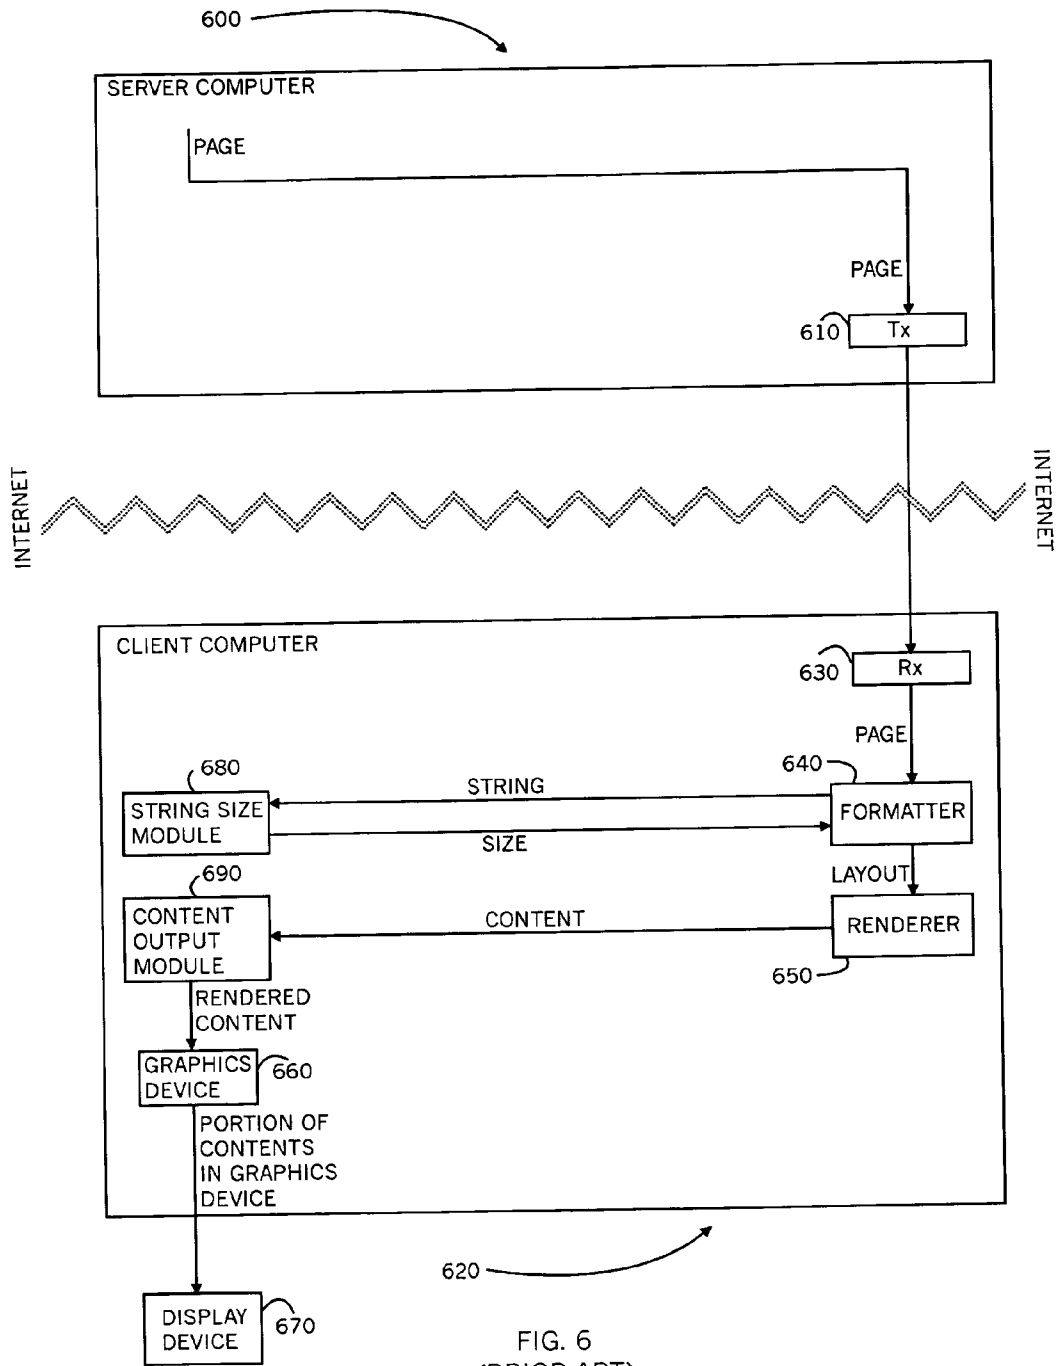 600
SERVER COMPUTER
PAGE
PAGE
610
Tx
INTERNET
INTERNET
CLIENT COMPUTER
630
Rx
PAGE
680
640
STRING
STRING SIZE
MODULE
FORMATTER
SIZE
690
LAYOUT
CONTENT
OUTPUT
MODULE
CONTENT
RENDERER
650
RENDERED
CONTENT
GRAPHICS
DEVICE
660
PORTION OF
CONTENTS
IN GRAPHICS
DEVICE
620
DISPLAY
DEVICE
670
FIG. 6
(PRIOR ART)